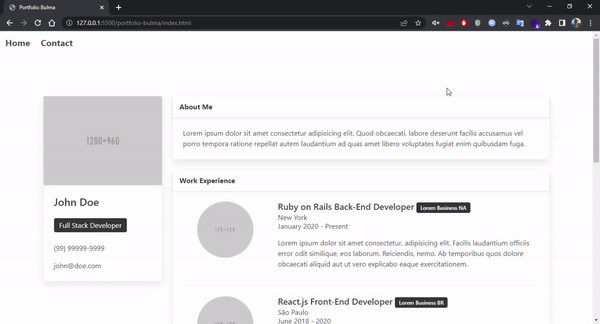 Portfolio Bulma
127.0.0.1:5500/portfolio-bulma/index.html
Home Contact
1280×960
John Doe
Full Stack Developer
(99) 99999-9999
john@doe.com
About Me
Lorem ipsum dolor sit amet consectetur adipisicing elit. Quod obcaecati, labore deserunt facilis accusamus vel
porro tempora ratione repellat autem laudantium ad quas amet libero voluptates fugiat enim quibusdam fuga.
Work Experience
128×128
Ruby on Rails Back-End Developer Lorem Business NA
New York
January 2020 - Present
Lorem ipsum dolor sit amet consectetur, adipisicing elit. Facilis laudantium officiis
error odit similique, eos laborum. Reiciendis, nemo. Ab temporibus quos dolore
obcaecati aliquid aut ut vero explicabo eaque exercitationem.
React.js Front-End Developer Lorem Business BR
São Paulo
June 2018 - 2020